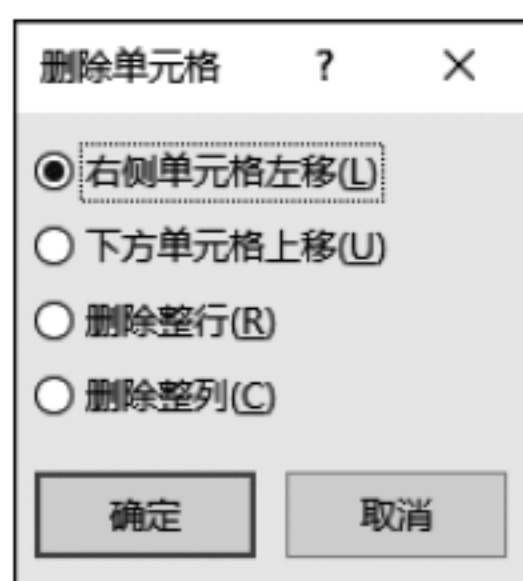 删除单元格 ? ×
右侧单元格左移(L)
下方单元格上移(U)
删除整行(R)
删除整列(C)
确定 取消